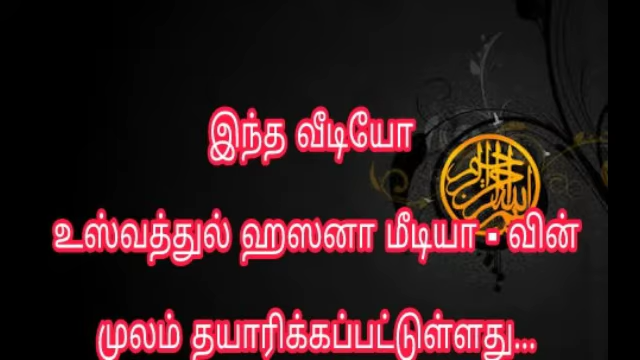 இந்த வீடியோ
உஸ்வத்துல் ஹஸனா மீடியா - வின்
முலம் தயாரிக்கப்பட்டுள்ளது...